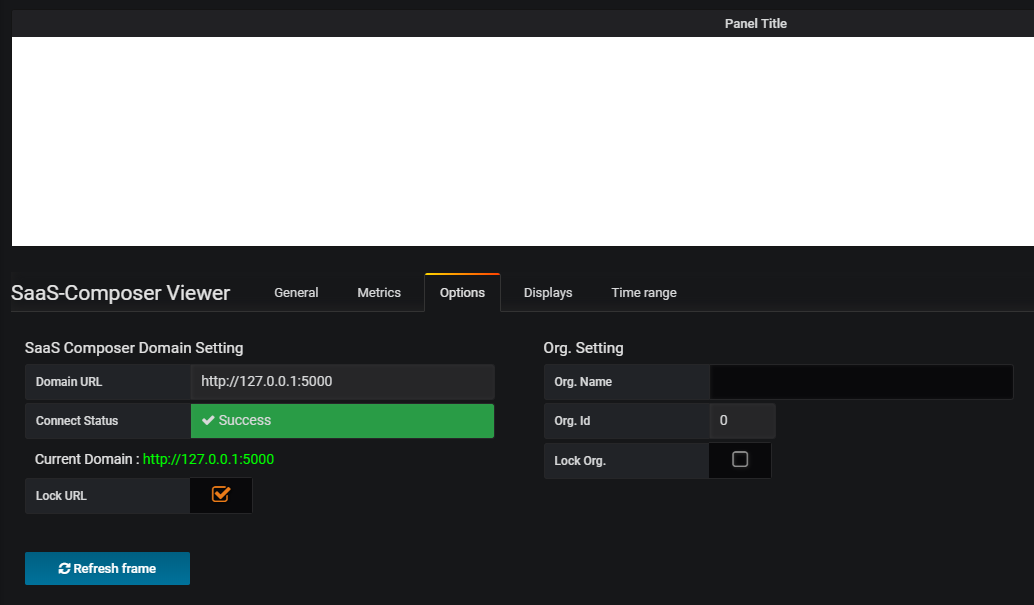 Panel Title
SaaS-Composer Viewer General Metrics Options Displays Time range
SaaS Composer Domain Setting
Domain URL http://127.0.0.1:5000
Connect Status Success
Current Domain : http://127.0.0.1:5000
Lock URL
Refresh frame
Org. Setting
Org. Name
Org. Id 0
Lock Org.